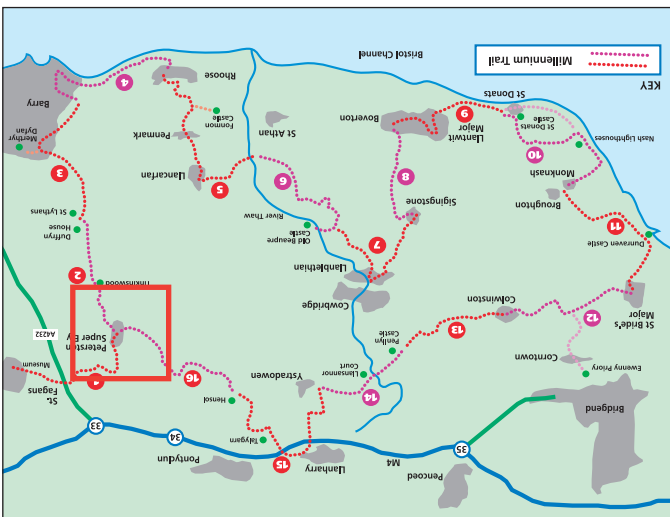 Pencoed
Llanharry
Pontyclun
M4
35
15
34
33
Talygarn
Bridgend
Hensol
St.
Fagans
Museum
14
16
1
Ystradowen
Llansannor
Court
Ewenny Priory
Corntown
Penllyn
Castle
Peterston
Super Ely
A4232
13
12
St Bride's
Major
Colwinston
Cowbridge
Tinkinswood
2
Llanblethian
7
Dunraven Castle
11
Old
Castle Beaupre
Duffryn
House
St Lythans
Broughton
Sigingstone
River Thaw
Monknash
8
6
5
Llancarfan
3
10
Nash Lighthouses
St Donats
Castle
Llantwit
Major
9
Boverton
St Athan
Penmark
Merthyr
Dyfan
Fonmon
Castle
Barry
St Donats
Rhoose
4
KEY
Millennium Trail
Bristol Channel